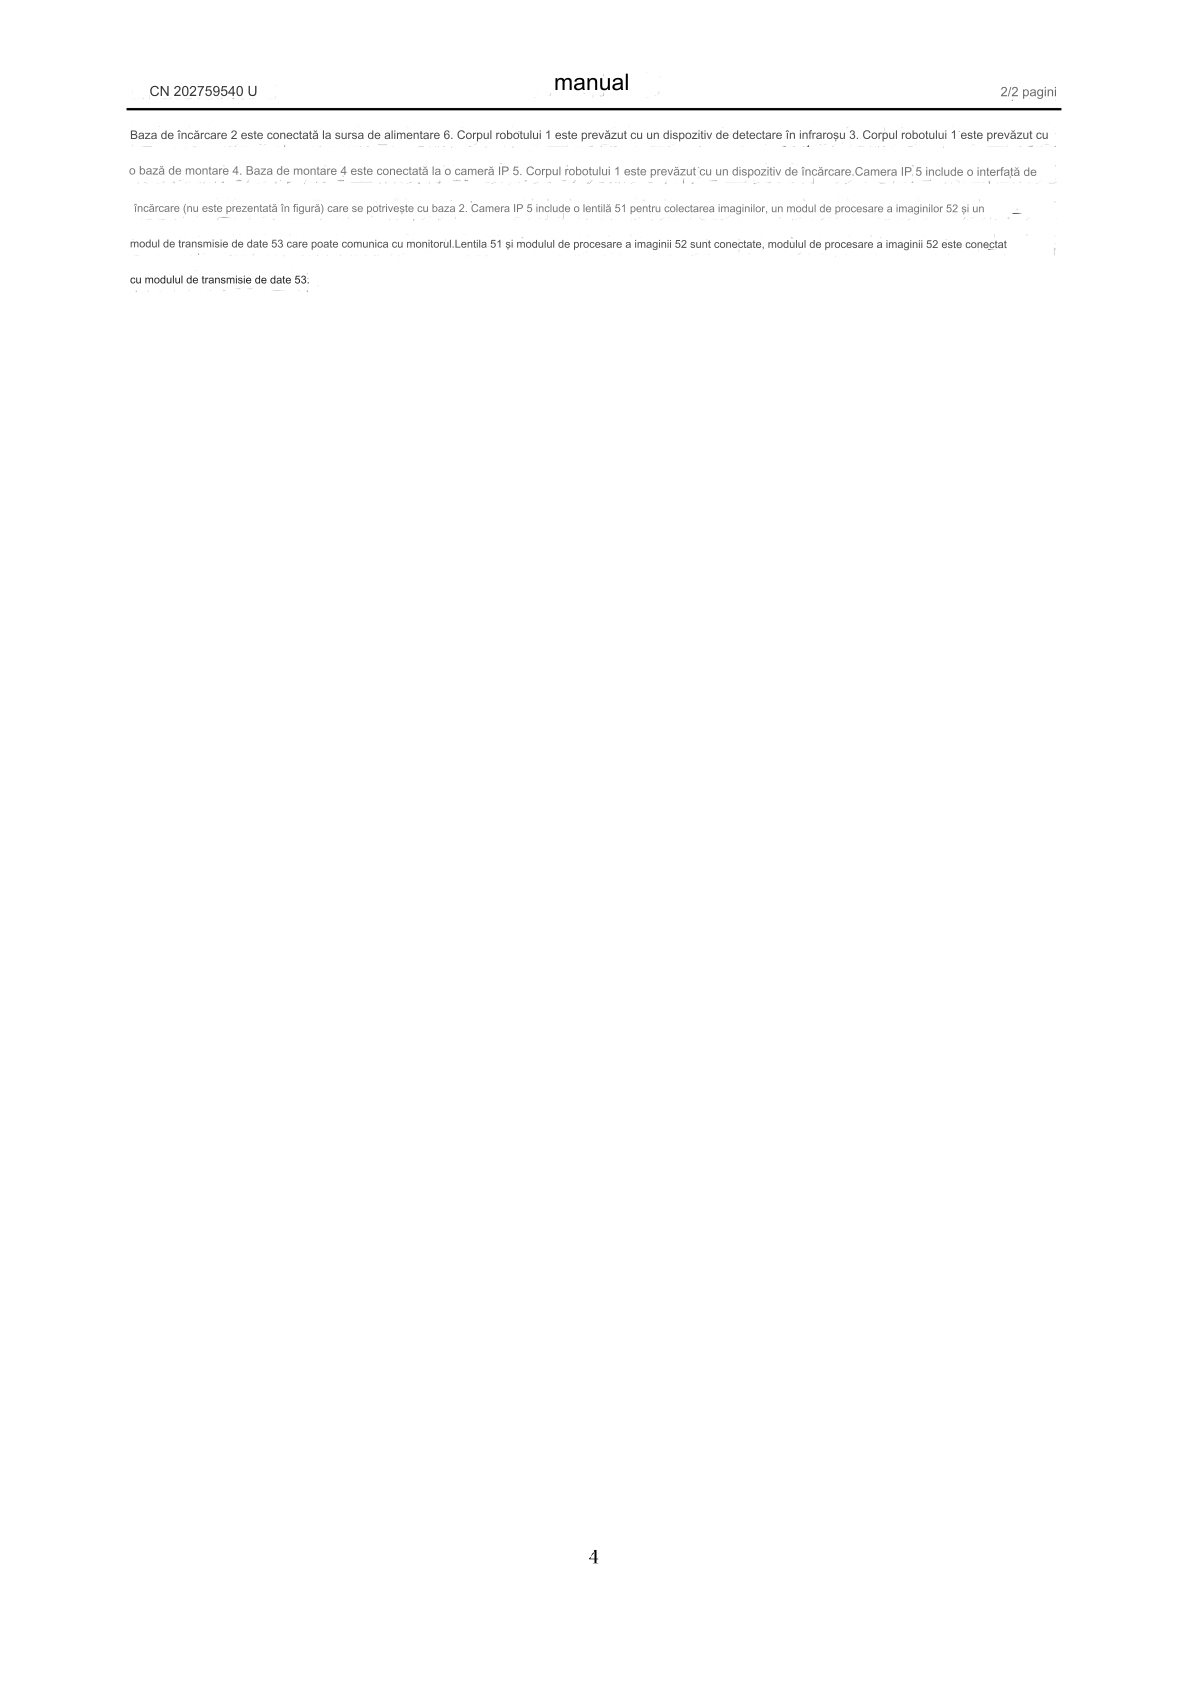 CN 202759540 U
manual
2/2 pagini
Baza de încărcare 2 este conectată la sursa de alimentare 6. Corpul robotului 1 este prevăzut cu un dispozitiv de detectare în infraroșu 3. Corpul robotului 1 este prevăzut cu
o bază de montare 4. Baza de montare 4 este conectată la o cameră IP 5. Corpul robotului 1 este prevăzut cu un dispozitiv de încărcare.Camera IP 5 include o interfață de
încărcare (nu este prezentată în figură) care se potrivește cu baza 2. Camera IP 5 include o lentilă 51 pentru colectarea imaginilor, un modul de procesare a imaginilor 52 și un
modul de transmisie de date 53 care poate comunica cu monitorul.Lentila 51 și modulul de procesare a imaginii 52 sunt conectate, modulul de procesare a imaginii 52 este conectat
cu modulul de transmisie de date 53.
4